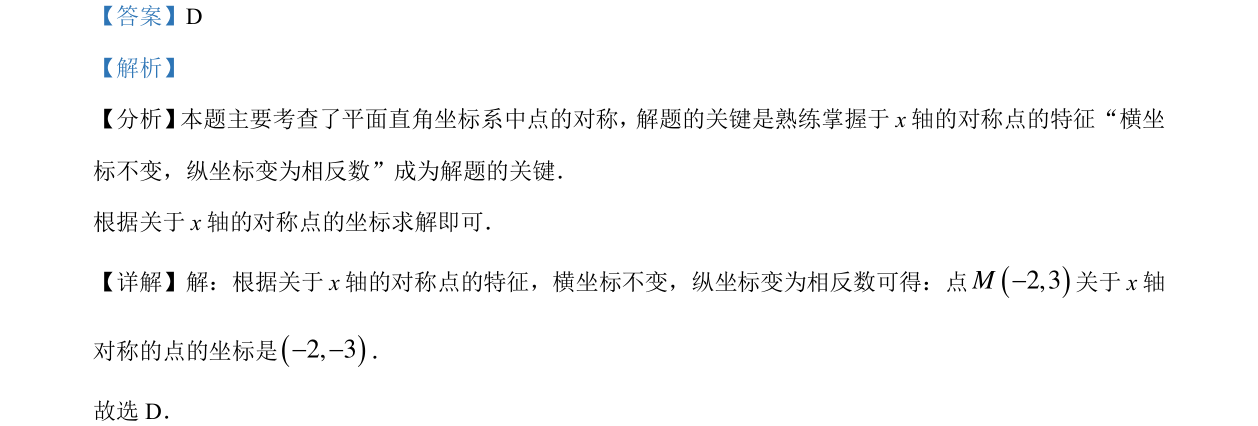 【答案】D
【解析】
【分析】本题主要考查了平面直角坐标系中点的对称，解题的关键是熟练掌握于 x 轴的对称点的特征“横坐
标不变，纵坐标变为相反数”成为解题的关键．
根据关于 x 轴的对称点的坐标求解即可．
【详解】解：根据关于 x 轴的对称点的特征，横坐标不变，纵坐标变为相反数可得：点 M(−2,3) 关于 x 轴
对称的点的坐标是(−2,−3)．
故选 D．